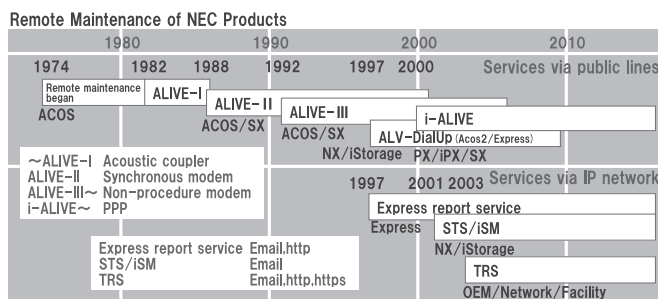 Remote Maintenance of NEC Products
1980 1990 2000 2010
1974 1982 1988 1992 1997 2000 Services via public lines
Remote maintenance
began
ALIVE-I
ACOS
ALIVE-II
ACOS/SX
ALIVE-III
ACOS/SX
i-ALIVE
ALV-DialUp (Acos2/Express)
NX/iStorage PX/iPX/SX
~ALIVE-I Acoustic coupler
ALIVE-II Synchronous modem
ALIVE-III~ Non-procedure modem
i-ALIVE~ PPP
1997 2001 2003 Services via IP network
Express report service
Express
STS/iSM
NX/iStorage
TRS
OEM/Network/Facility
Express report service Email,http
STS/iSM Email
TRS Email,http,https